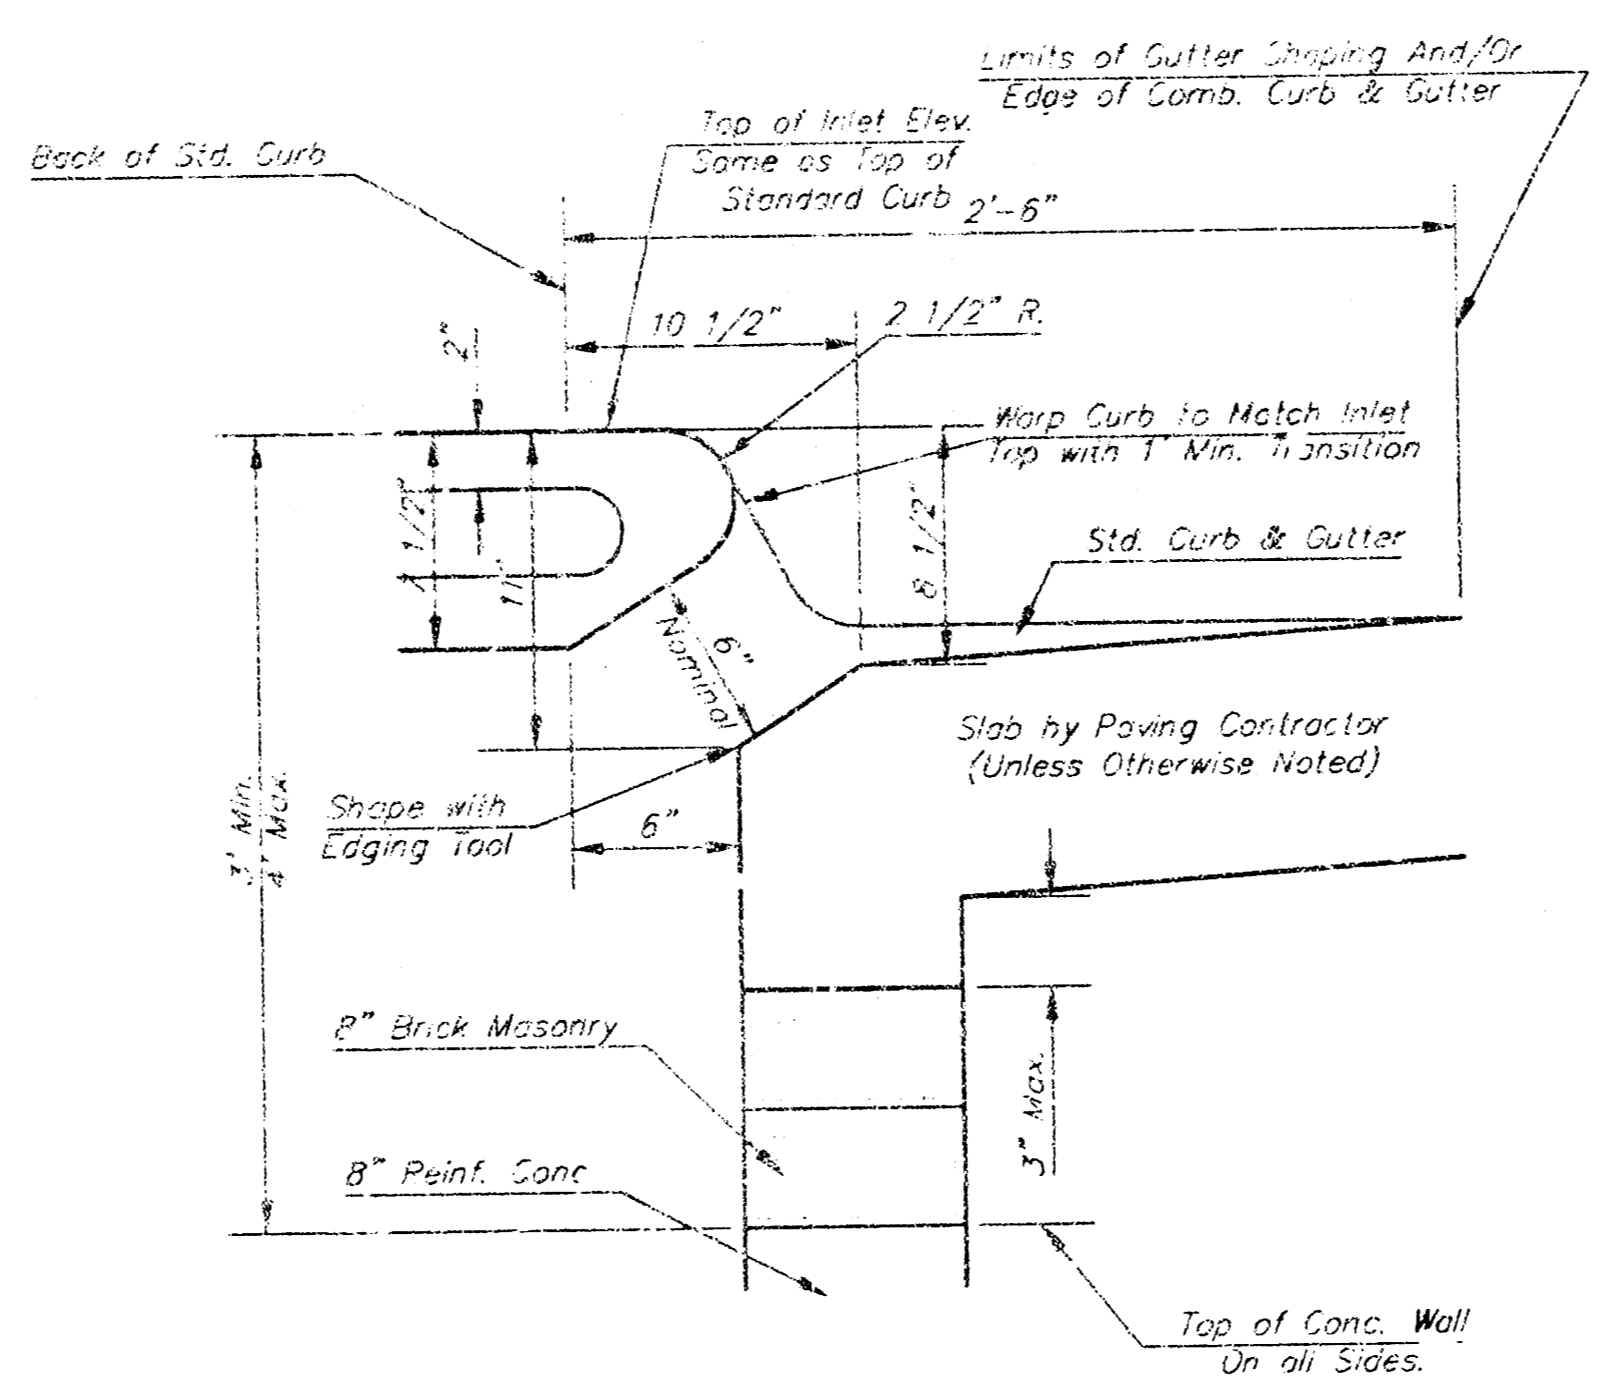 Limits of Gutter Shaping And/Or
Edge of Comb. Curb & Gutter
Top of Inlet Elev.
Same as Top of
Standard Curb
Back of Std. Curb
2'-6"
10 1/2"
2 1/2" R.
2"
Warp Curb to Match Inlet
Top with 1' Min. Transition
7 1/2"
11"
8 1/2"
Std. Curb & Gutter
6"
Nominal
Slab by Paving Contractor
(Unless Otherwise Noted)
3' Min.
4' Max.
Shape with
Edging Tool
6"
8" Brick Masonry
3" Max.
8" Reinf. Conc
Top of Conc. Wall
On all Sides.